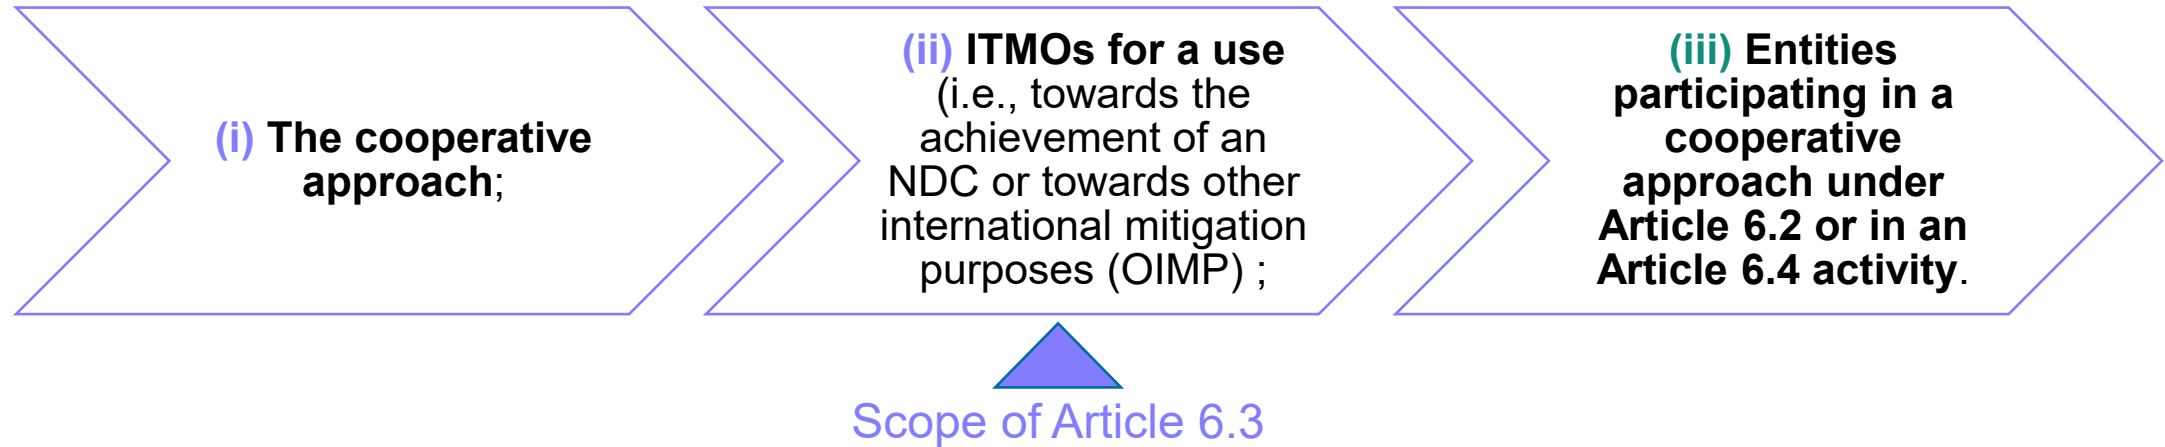 (i) The cooperative
approach;
(ii) ITMOs for a use
(i.e., towards the
achievement of an
NDC or towards other
international mitigation
purposes (OIMP) ;
(iii) Entities
participating in a
cooperative
approach under
Article 6.2 or in an
Article 6.4 activity.
Scope of Article 6.3